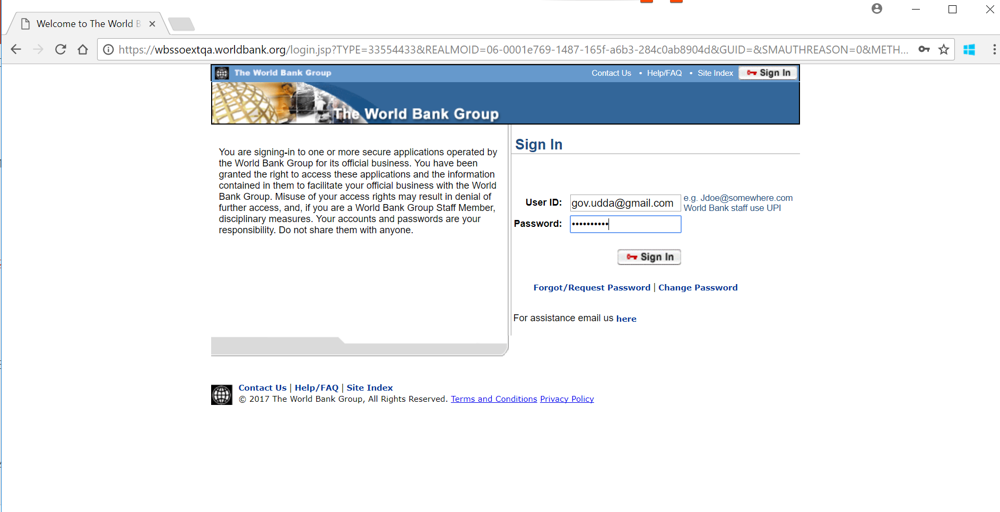 Welcome to The World B
https://wbssoextqa.worldbank.org/login.jsp?TYPE=33554433&REALMOID=06-0001e769-1487-165f-a6b3-284c0ab8904d&GUID=&SMAUTHREASON=0&METH...
The World Bank Group
Contact Us • Help/FAQ • Site Index Sign In
The World Bank Group
You are signing-in to one or more secure applications operated by
the World Bank Group for its official business. You have been
granted the right to access these applications and the information
contained in them to facilitate your official business with the World
Bank Group. Misuse of your access rights may result in denial of
further access, and, if you are a World Bank Group Staff Member,
disciplinary measures. Your accounts and passwords are your
responsibility. Do not share them with anyone.
Sign In
User ID: gov.udda@gmail.com e.g. Jdoe@somewhere.com
World Bank staff use UPI
Password: ••••••••••
Sign In
Forgot/Request Password | Change Password
For assistance email us here
Contact Us | Help/FAQ | Site Index
© 2017 The World Bank Group, All Rights Reserved. Terms and Conditions Privacy Policy